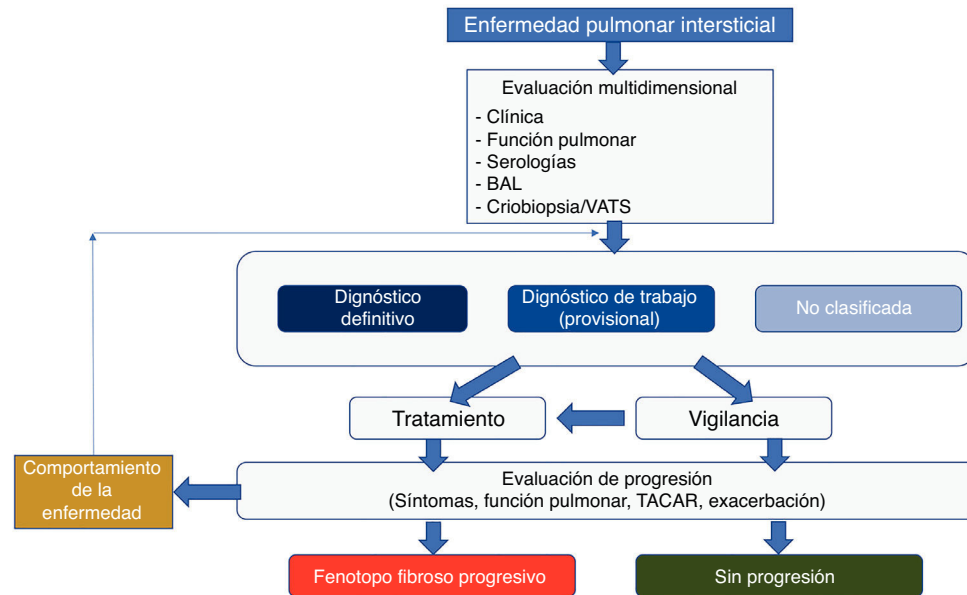 Enfermedad pulmonar intersticial
Evaluación multidimensional
- Clínica
- Función pulmonar
- Serologías
- BAL
- Criobiopsia/VATS
Dignóstico
definitivo
Dignóstico de trabajo
(provisional)
No clasificada
Tratamiento
Vigilancia
Comportamiento
de la
enfermedad
Evaluación de progresión
(Síntomas, función pulmonar, TACAR, exacerbación)
Fenotopo fibroso progresivo
Sin progresión